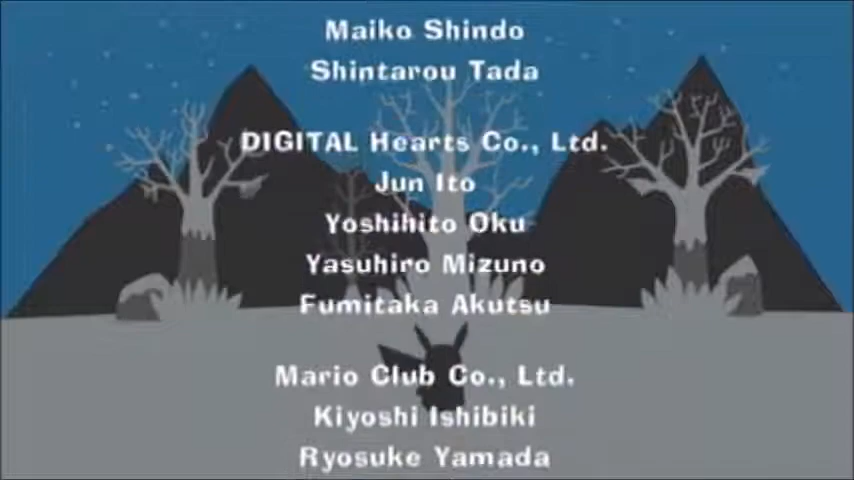 Maiko Shindo
Shintarou Tada
DIGITAL Hearts Co., Ltd.
Jun Ito
Yoshihito Oku
Yasuhiro Mizuno
Fumitaka Akutsu
Mario Club Co., Ltd.
Kiyoshi Ishibiki
Ryosuke Yamada